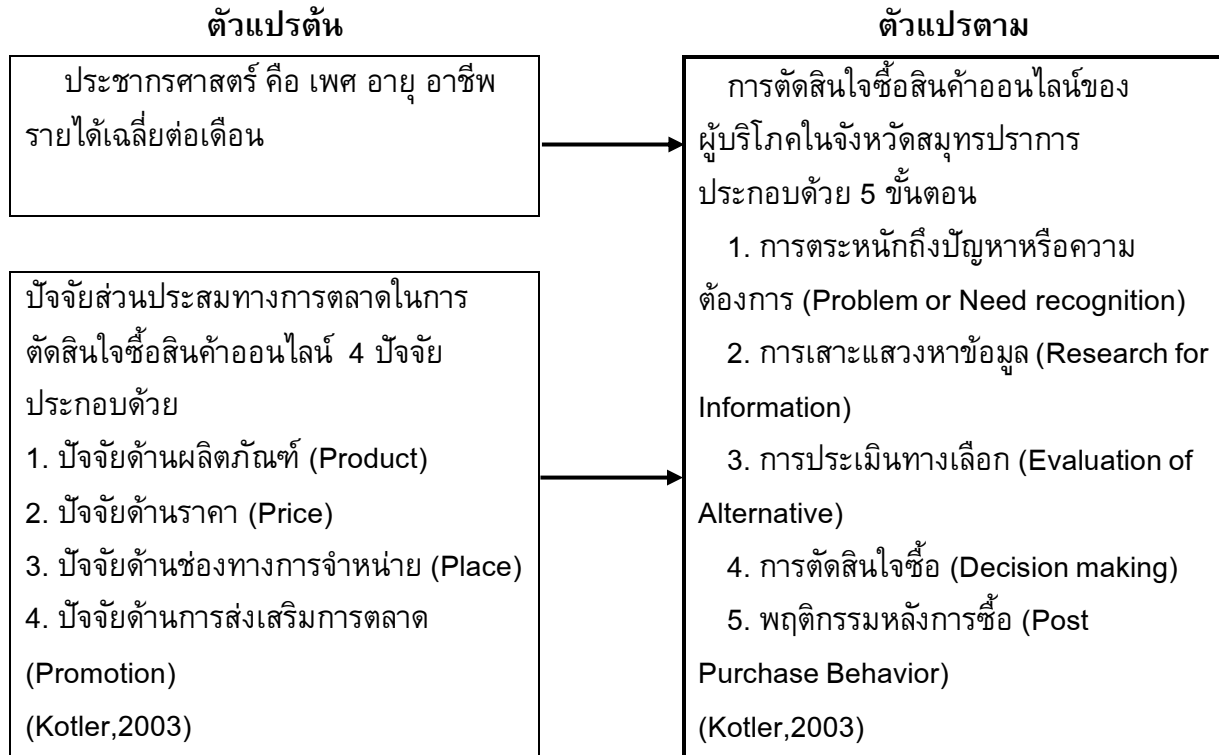 ตัวแปรต้น
ประชากรศาสตร์ คือ เพศ อายุ อาชีพ
รายได้เฉลี่ยต่อเดือน
ปัจจัยส่วนประสมทางการตลาดในการ
ตัดสินใจซื้อสินค้าออนไลน์ 4 ปัจจัย
ประกอบด้วย
1. ปัจจัยด้านผลิตภัณฑ์ (Product)
2. ปัจจัยด้านราคา (Price)
3. ปัจจัยด้านช่องทางการจำหน่าย (Place)
4. ปัจจัยด้านการส่งเสริมการตลาด
(Promotion)
(Kotler,2003)
ตัวแปรตาม
การตัดสินใจซื้อสินค้าออนไลน์ของ
ผู้บริโภคในจังหวัดสมุทรปราการ
ประกอบด้วย 5 ขั้นตอน
1. การตระหนักถึงปัญหาหรือความ
ต้องการ (Problem or Need recognition)
2. การเสาะแสวงหาข้อมูล (Research for
Information)
3. การประเมินทางเลือก (Evaluation of
Alternative)
4. การตัดสินใจซื้อ (Decision making)
5. พฤติกรรมหลังการซื้อ (Post
Purchase Behavior)
(Kotler,2003)